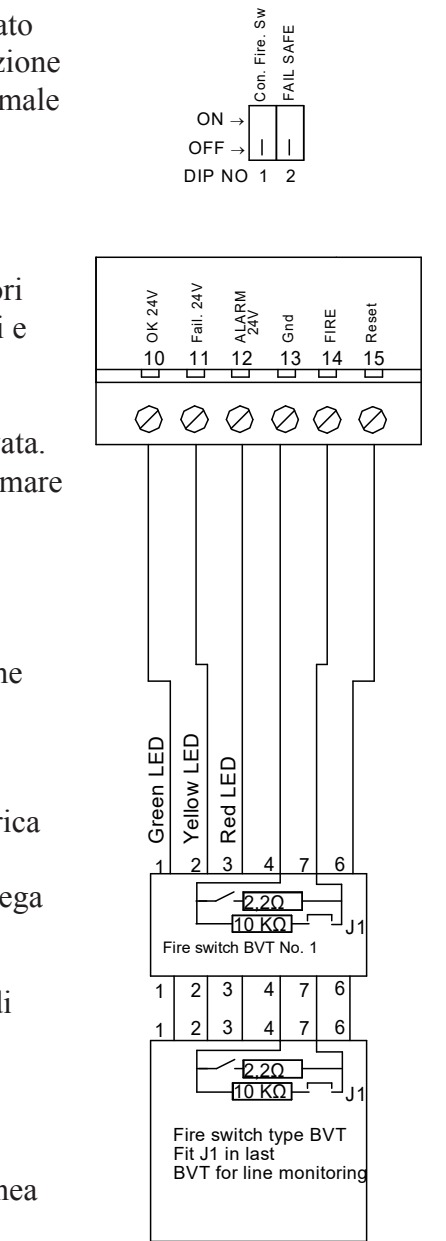 ato
zione
male
ori
i e
ata.
mare
ne
rica
ega
di
nea
Con. Fire. Sw
FAIL SAFE
ON →
OFF →
DIP NO 1 2
OK 24V
Fail. 24V
ALARM
24V
Gnd
FIRE
Reset
10 11 12 13 14 15
Green LED
Yellow LED
Red LED
1 2 3 4 7 6
2,2Ω
10 KΩ
J1
Fire switch BVT No. 1
1 2 3 4 7 6
1 2 3 4 7 6
2,2Ω
10 KΩ
J1
Fire switch type BVT
Fit J1 in last
BVT for line monitoring